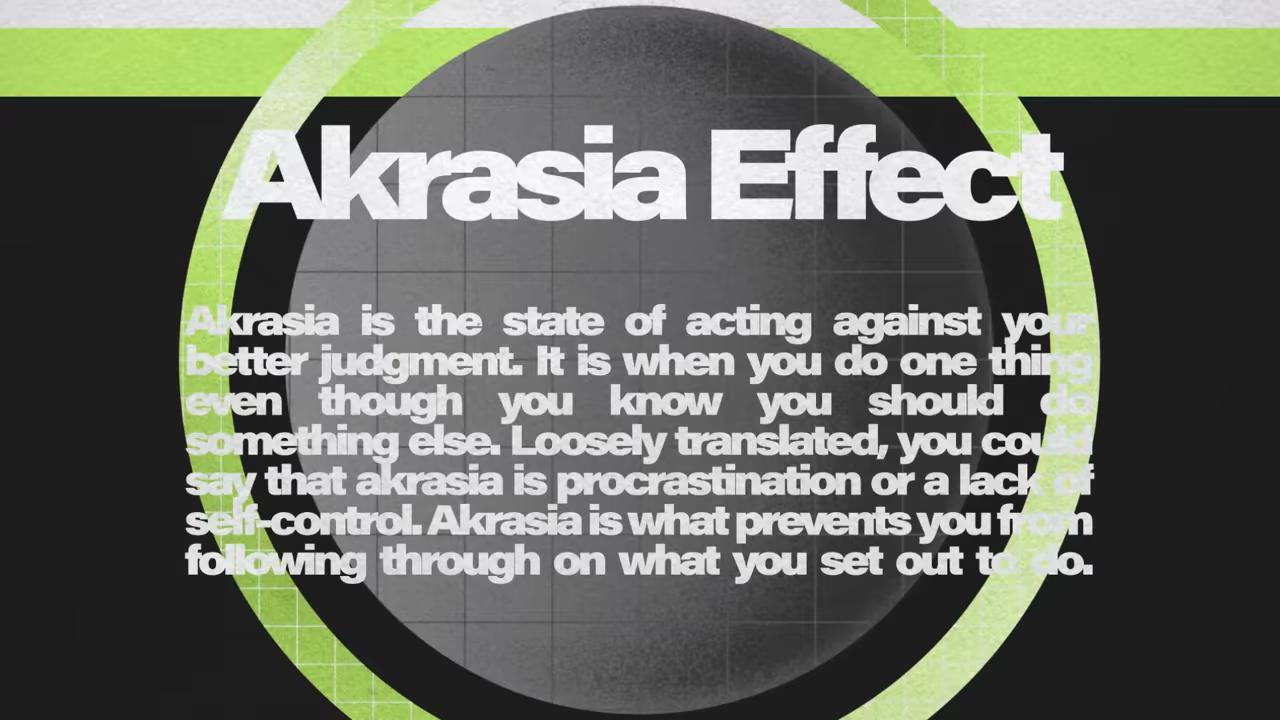 Akrasia Effect
Akrasia is the state of acting against your
better judgment. It is when you do one thing
even though you know you should do
something else. Loosely translated, you could
say that akrasia is procrastination or a lack of
self-control. Akrasia is what prevents you from
following through on what you set out to do.